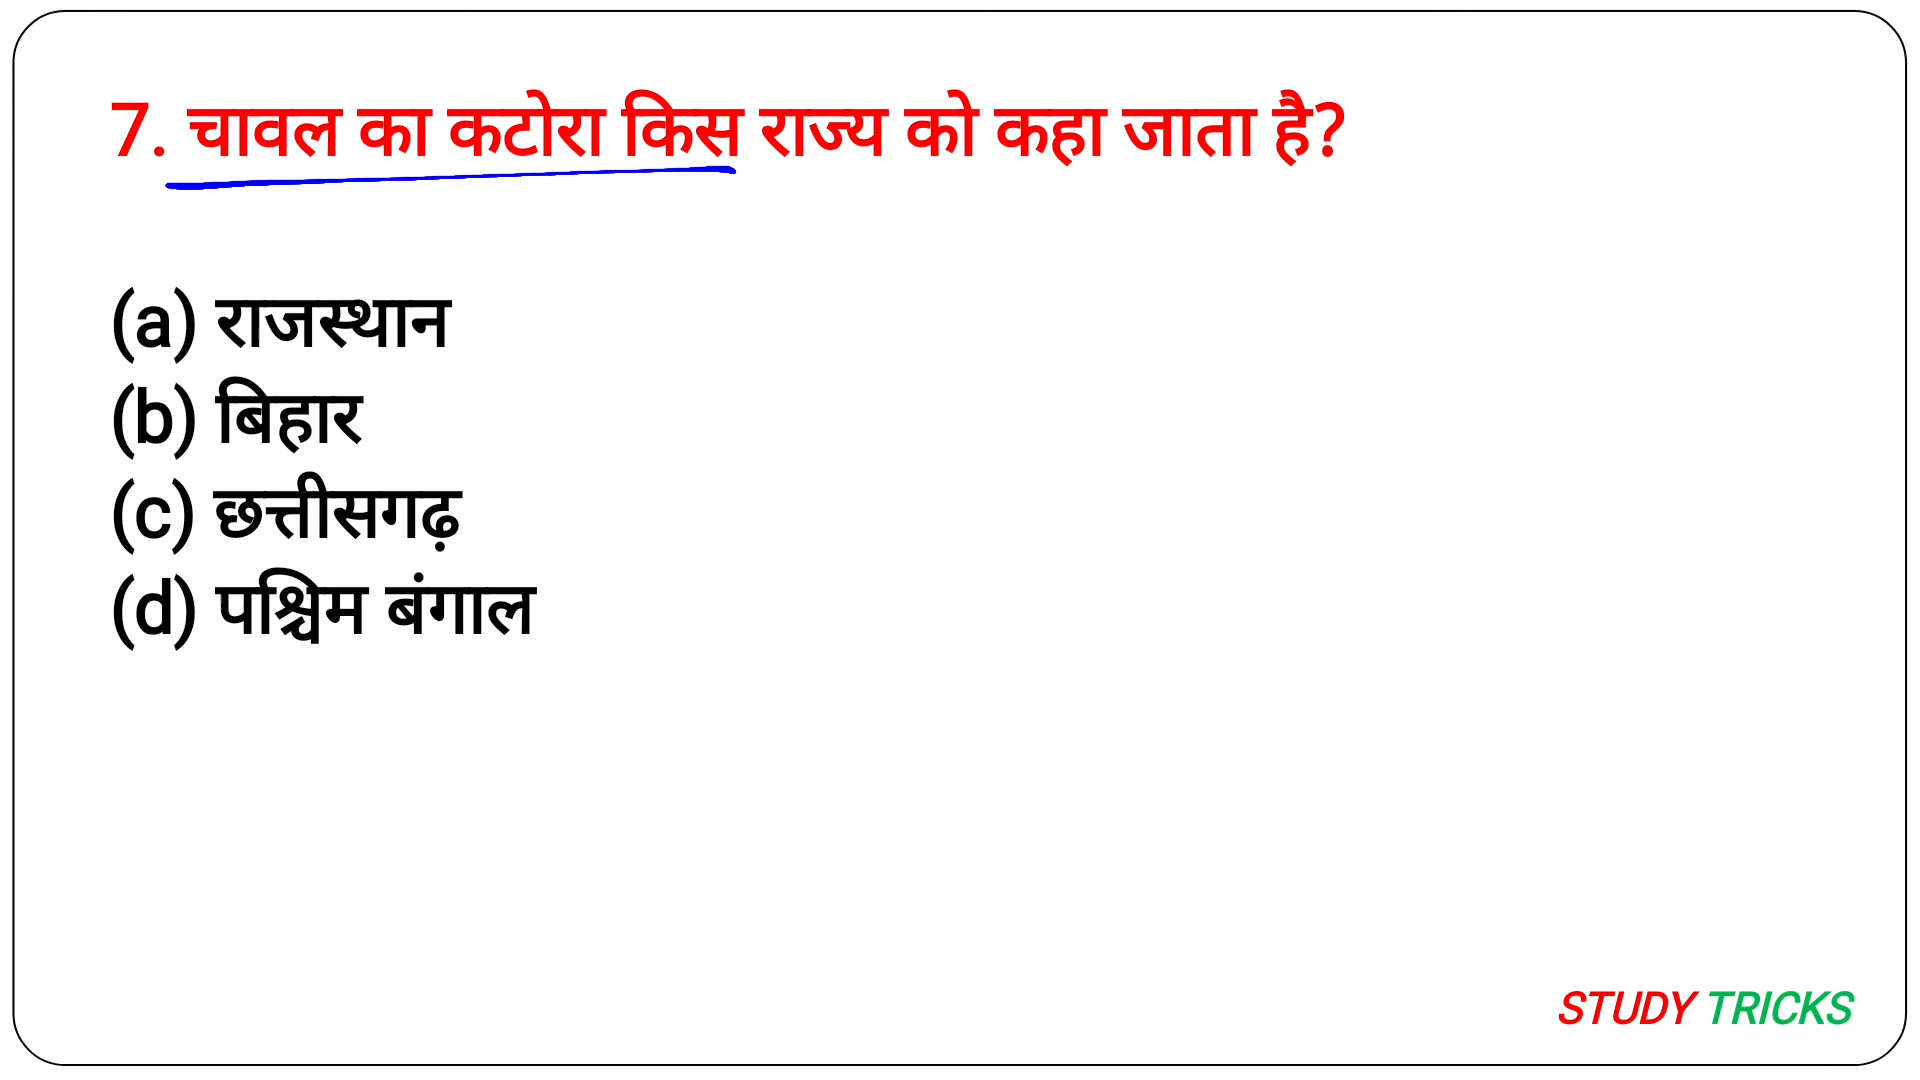 7. चावल का कटोरा किस राज्य को कहा जाता है?
(a) राजस्थान
(b) बिहार
(c) छत्तीसगढ़
(d) पश्चिम बंगाल
STUDY TRICKS